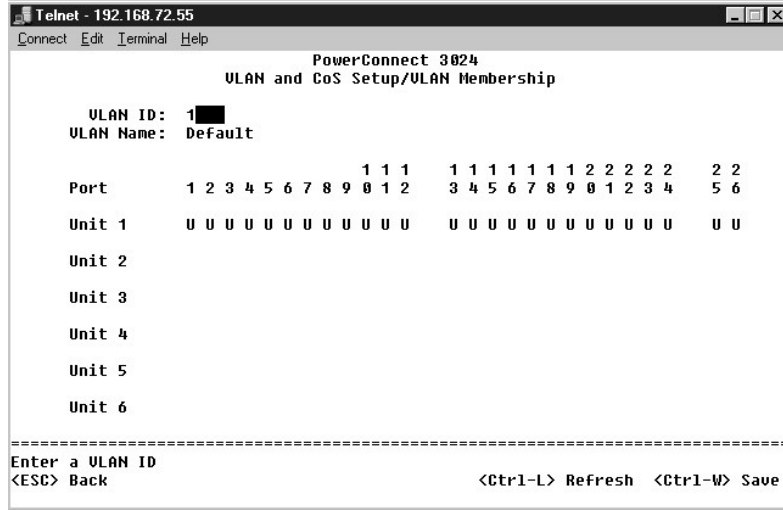 Telnet - 192.168.72.55
Connect Edit Terminal Help
PowerConnect 3024
VLAN and CoS Setup/VLAN Membership
VLAN ID: 1
VLAN Name: Default
1 1 1 1 1 1 1 1 1 1 2 2 2 2 2 2 2
Port 1 2 3 4 5 6 7 8 9 0 1 2 3 4 5 6 7 8 9 0 1 2 3 4 5 6
Unit 1 U U U U U U U U U U U U U U U U U U U U U U U U U U
Unit 2
Unit 3
Unit 4
Unit 5
Unit 6
================================================================================
Enter a VLAN ID
<ESC> Back <Ctrl-L> Refresh <Ctrl-W> Save